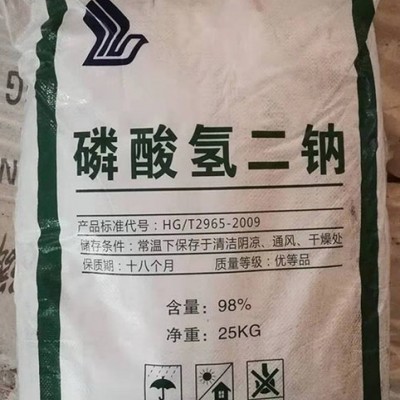 磷酸氢二钠
产品标准代号：HG/T2965-2009
储存条件：常温下保存于清洁阴凉、通风、干燥处
保质期：十八个月 质量等级：优等品
含量：98%
净重：25KG